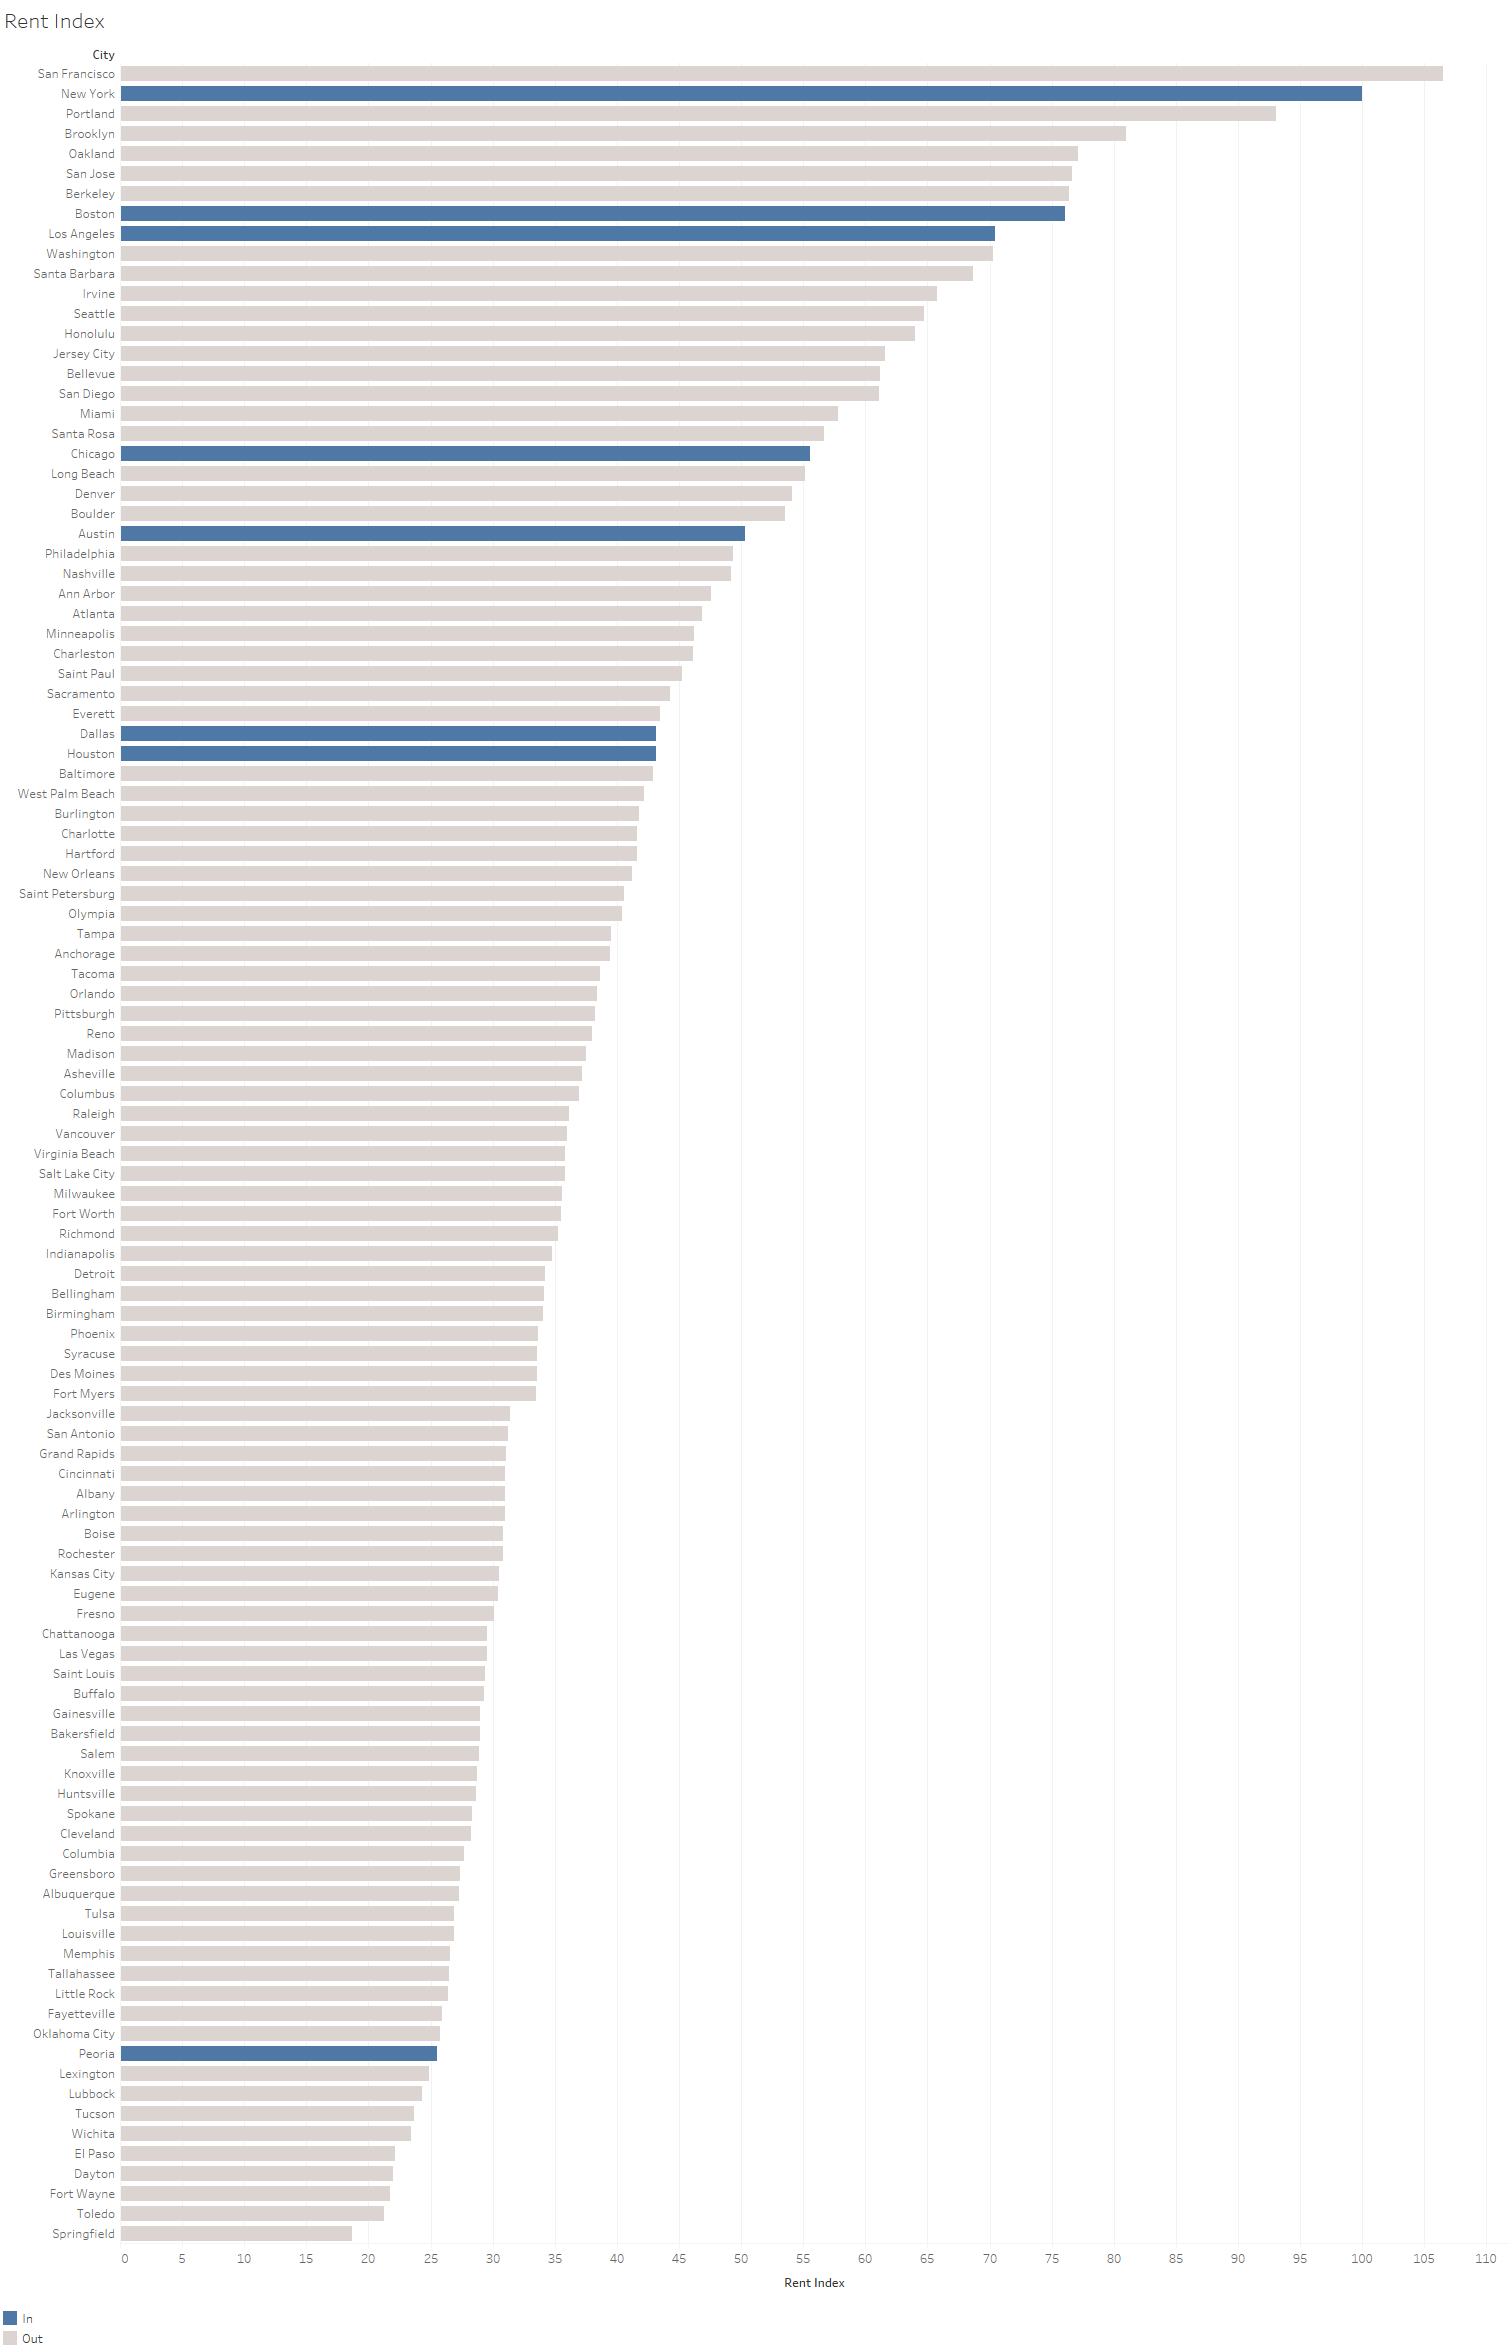 Rent Index
City
San Francisco
New York
Portland
Brooklyn
Oakland
San Jose
Berkeley
Boston
Los Angeles
Washington
Santa Barbara
Irvine
Seattle
Honolulu
Jersey City
Bellevue
San Diego
Miami
Santa Rosa
Chicago
Long Beach
Denver
Boulder
Austin
Philadelphia
Nashville
Ann Arbor
Atlanta
Minneapolis
Charleston
Saint Paul
Sacramento
Everett
Dallas
Houston
Baltimore
West Palm Beach
Burlington
Charlotte
Hartford
New Orleans
Saint Petersburg
Olympia
Tampa
Anchorage
Tacoma
Orlando
Pittsburgh
Reno
Madison
Asheville
Columbus
Raleigh
Vancouver
Virginia Beach
Salt Lake City
Milwaukee
Fort Worth
Richmond
Indianapolis
Detroit
Bellingham
Birmingham
Phoenix
Syracuse
Des Moines
Fort Myers
Jacksonville
San Antonio
Grand Rapids
Cincinnati
Albany
Arlington
Boise
Rochester
Kansas City
Eugene
Fresno
Chattanooga
Las Vegas
Saint Louis
Buffalo
Gainesville
Bakersfield
Salem
Knoxville
Huntsville
Spokane
Cleveland
Columbia
Greensboro
Albuquerque
Tulsa
Louisville
Memphis
Tallahassee
Little Rock
Fayetteville
Oklahoma City
Peoria
Lexington
Lubbock
Tucson
Wichita
El Paso
Dayton
Fort Wayne
Toledo
Springfield
0 5 10 15 20 25 30 35 40 45 50 55 60 65 70 75 80 85 90 95 100 105 110
Rent Index
In
Out